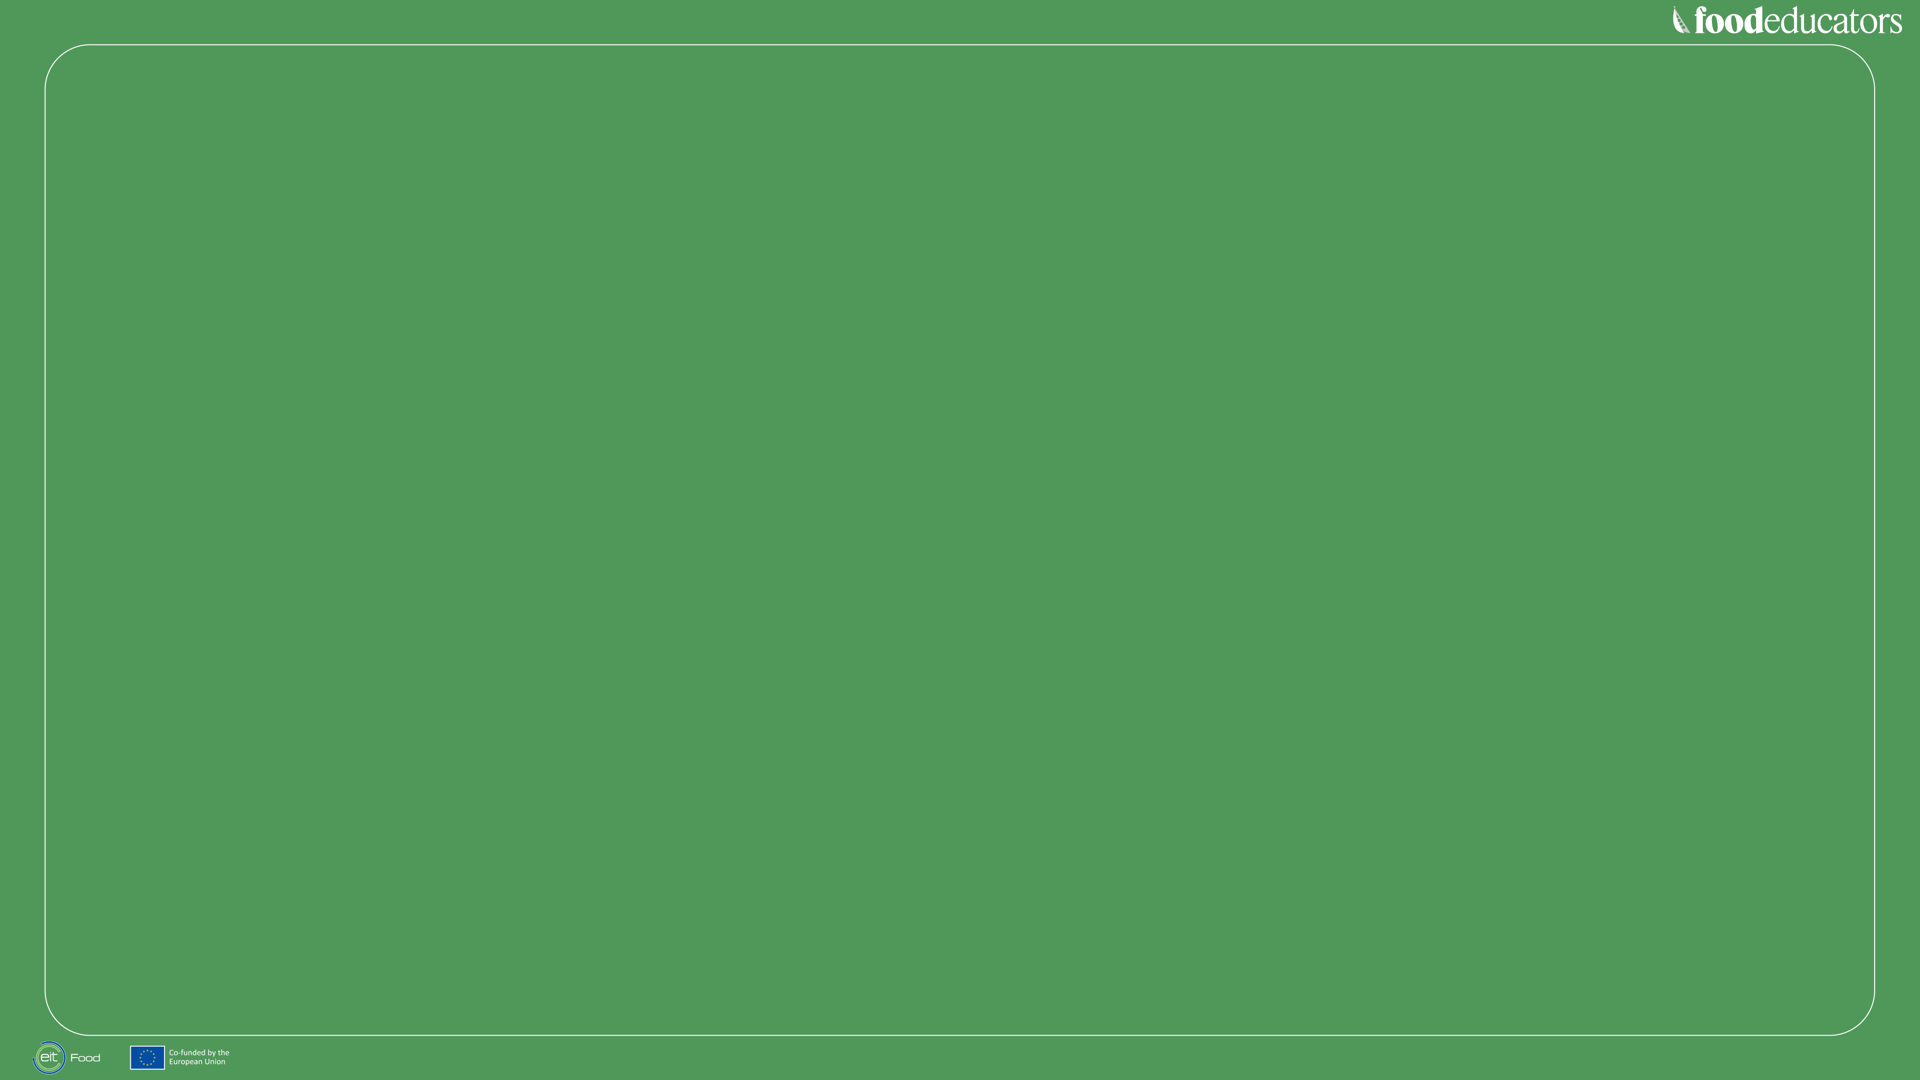 foodeducators
eit Food
Co-funded by the
European Union